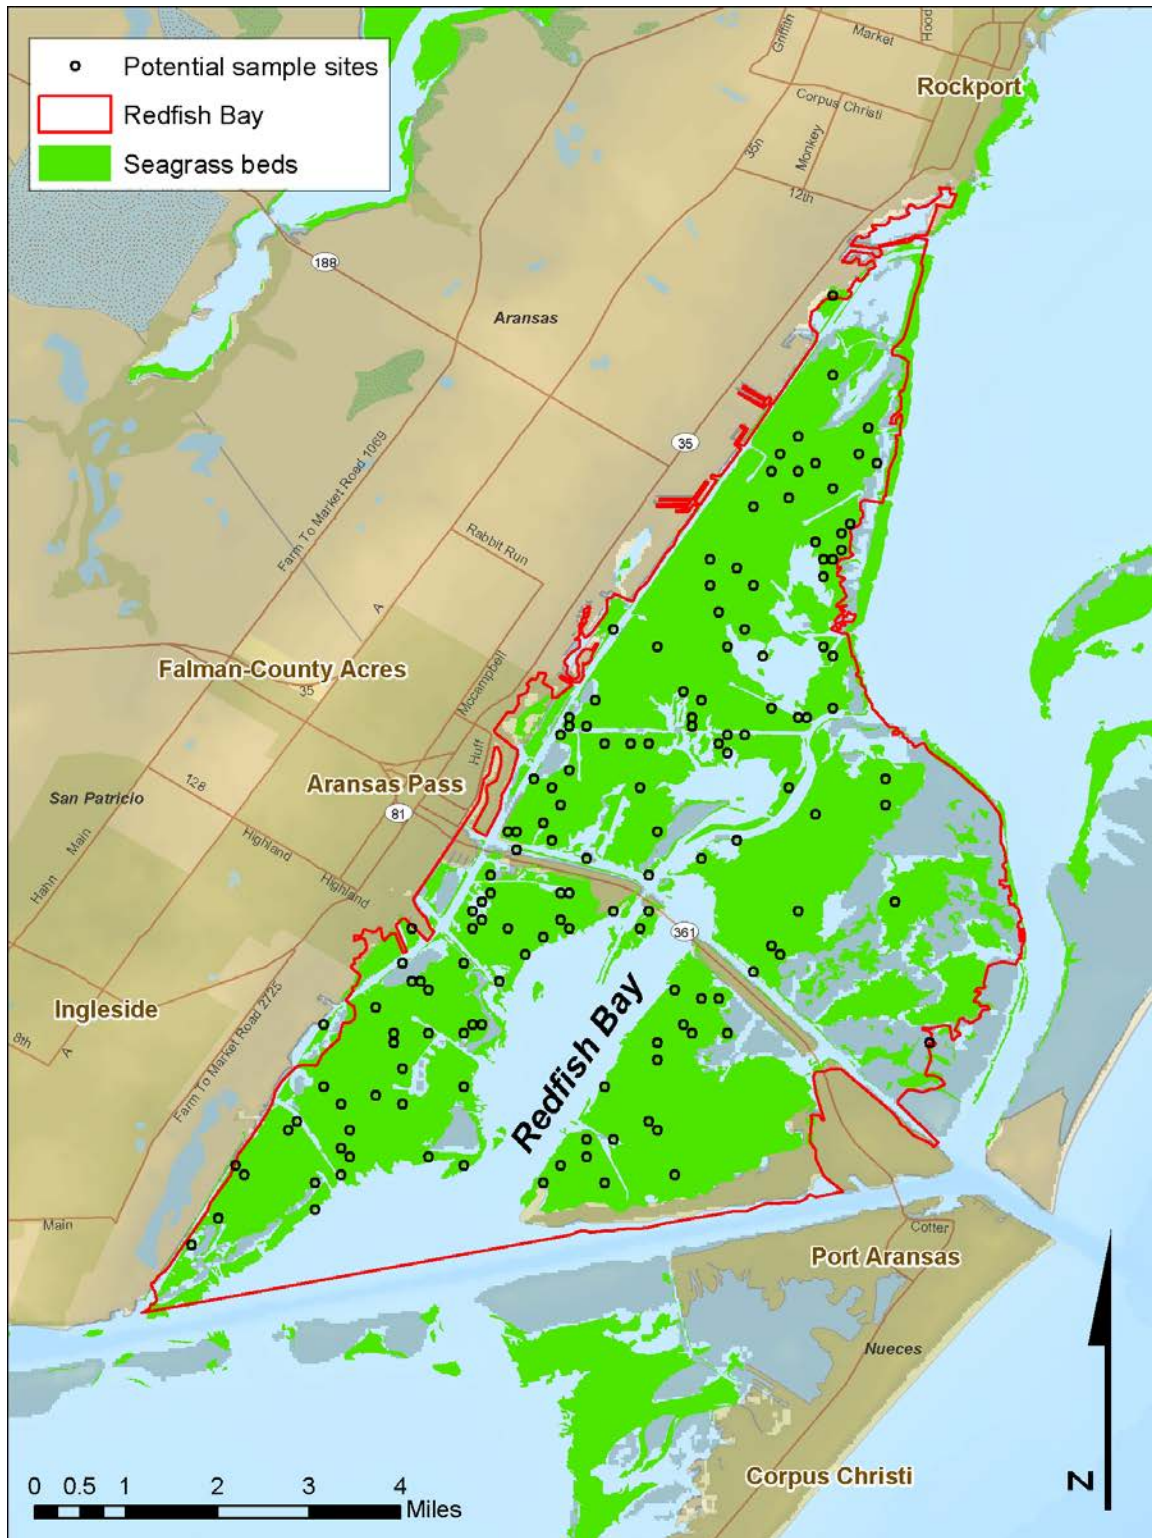 Potential sample sites
Redfish Bay
Seagrass beds
Griffith
Market
Hood
Rockport
Corpus Christi
35n
Monkey
12th
188
Aransas
35
Farm To Market Road 1069
Rabbit Run
A
Falman-County Acres
35
Mccampbell
Huff
Aransas Pass
128
San Patricio
81
Main
Hahn
Highland
Highland
361
Ingleside
8th
A
Farm To Market Road 2725
Redfish Bay
Main
Cotter
Port Aransas
Nueces
Corpus Christi
0 0.5 1 2 3 4
Miles
N